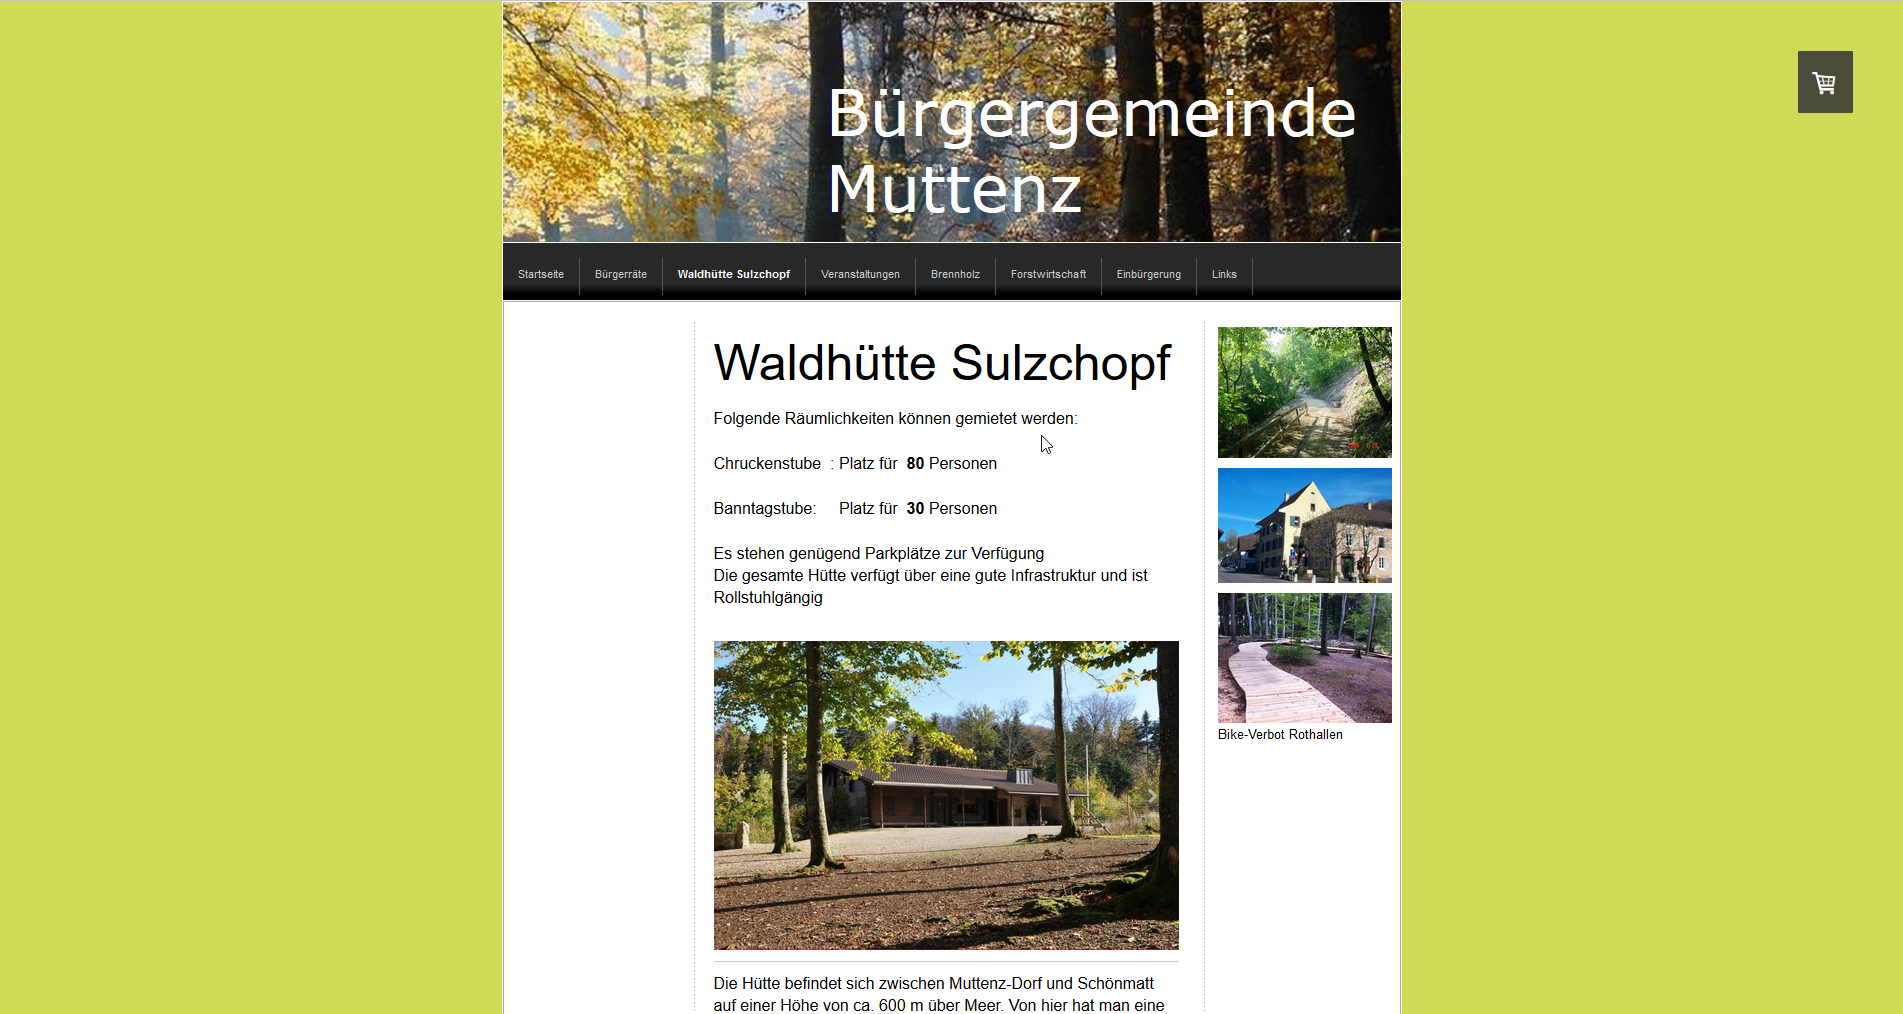 Bürgergemeinde
Muttenz
Startseite
Bürgerräte
Waldhütte Sulzchopf
Veranstaltungen
Brennholz
Forstwirtschaft
Einbürgerung
Links
Waldhütte Sulzchopf
Folgende Räumlichkeiten können gemietet werden:
Chruckenstube : Platz für 80 Personen
Banntagstube: Platz für 30 Personen
Es stehen genügend Parkplätze zur Verfügung
Die gesamte Hütte verfügt über eine gute Infrastruktur und ist
Rollstuhlgängig
Die Hütte befindet sich zwischen Muttenz-Dorf und Schönmatt
auf einer Höhe von ca. 600 m über Meer. Von hier hat man eine
Bike-Verbot Rothallen